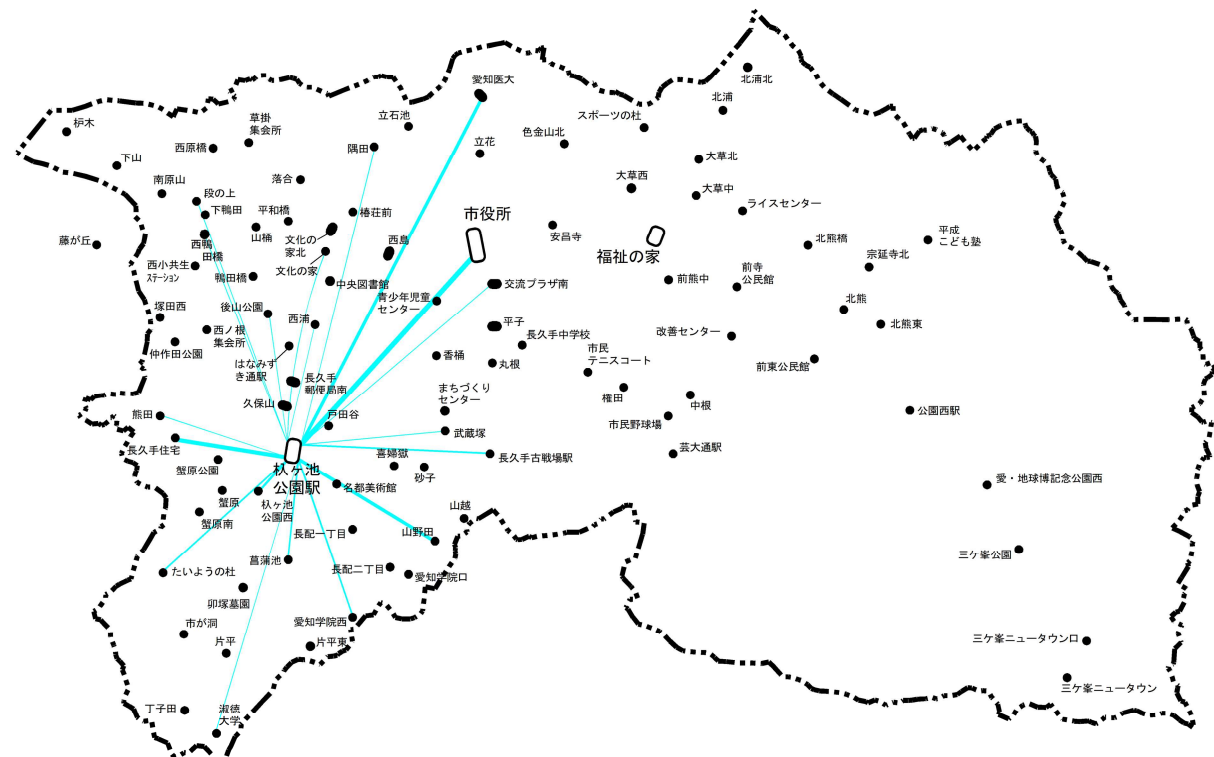 北浦北
愛知医大
北浦
枦木
草掛
集会所
立石池
スポーツの杜
色金山北
立花
西原橋
隅田
下山
大草北
南原山
落合
大草西
段の上
大草中
下鴨田
平和橋
椿荘前
市役所
ライスセンター
山桶
文化の
家北
西島
安昌寺
福祉の家
北熊橋
平成
こども塾
藤が丘
西鴨
田橋
宗延寺北
西小共生
ステーション
鴨田橋
文化の家
中央図書館
前熊中
前寺
公民館
交流プラザ南
青少年児童
センター
塚田西
後山公園
西浦
北熊
平子
北熊東
西ノ根
集会所
長久手中学校
改善センター
仲作田公園
はなみず
き通駅
香桶
丸根
市民
テニスコート
前東公民館
長久手
郵便局南
まちづくり
センター
権田
久保山
中根
熊田
戸田谷
公園西駅
市民野球場
武蔵塚
長久手住宅
喜婦嶽
長久手古戦場駅
芸大通駅
蟹原公園
杁ヶ池
公園駅
砂子
名都美術館
愛・地球博記念公園西
蟹原
杁ヶ池
公園西
山越
蟹原南
長配一丁目
山野田
菖蒲池
三ケ峯公園
たいようの杜
長配二丁目
愛知学院口
卯塚墓園
市が洞
愛知学院西
片平
片平東
三ケ峯ニュータウン口
三ケ峯ニュータウン
丁子田
淑徳
大学